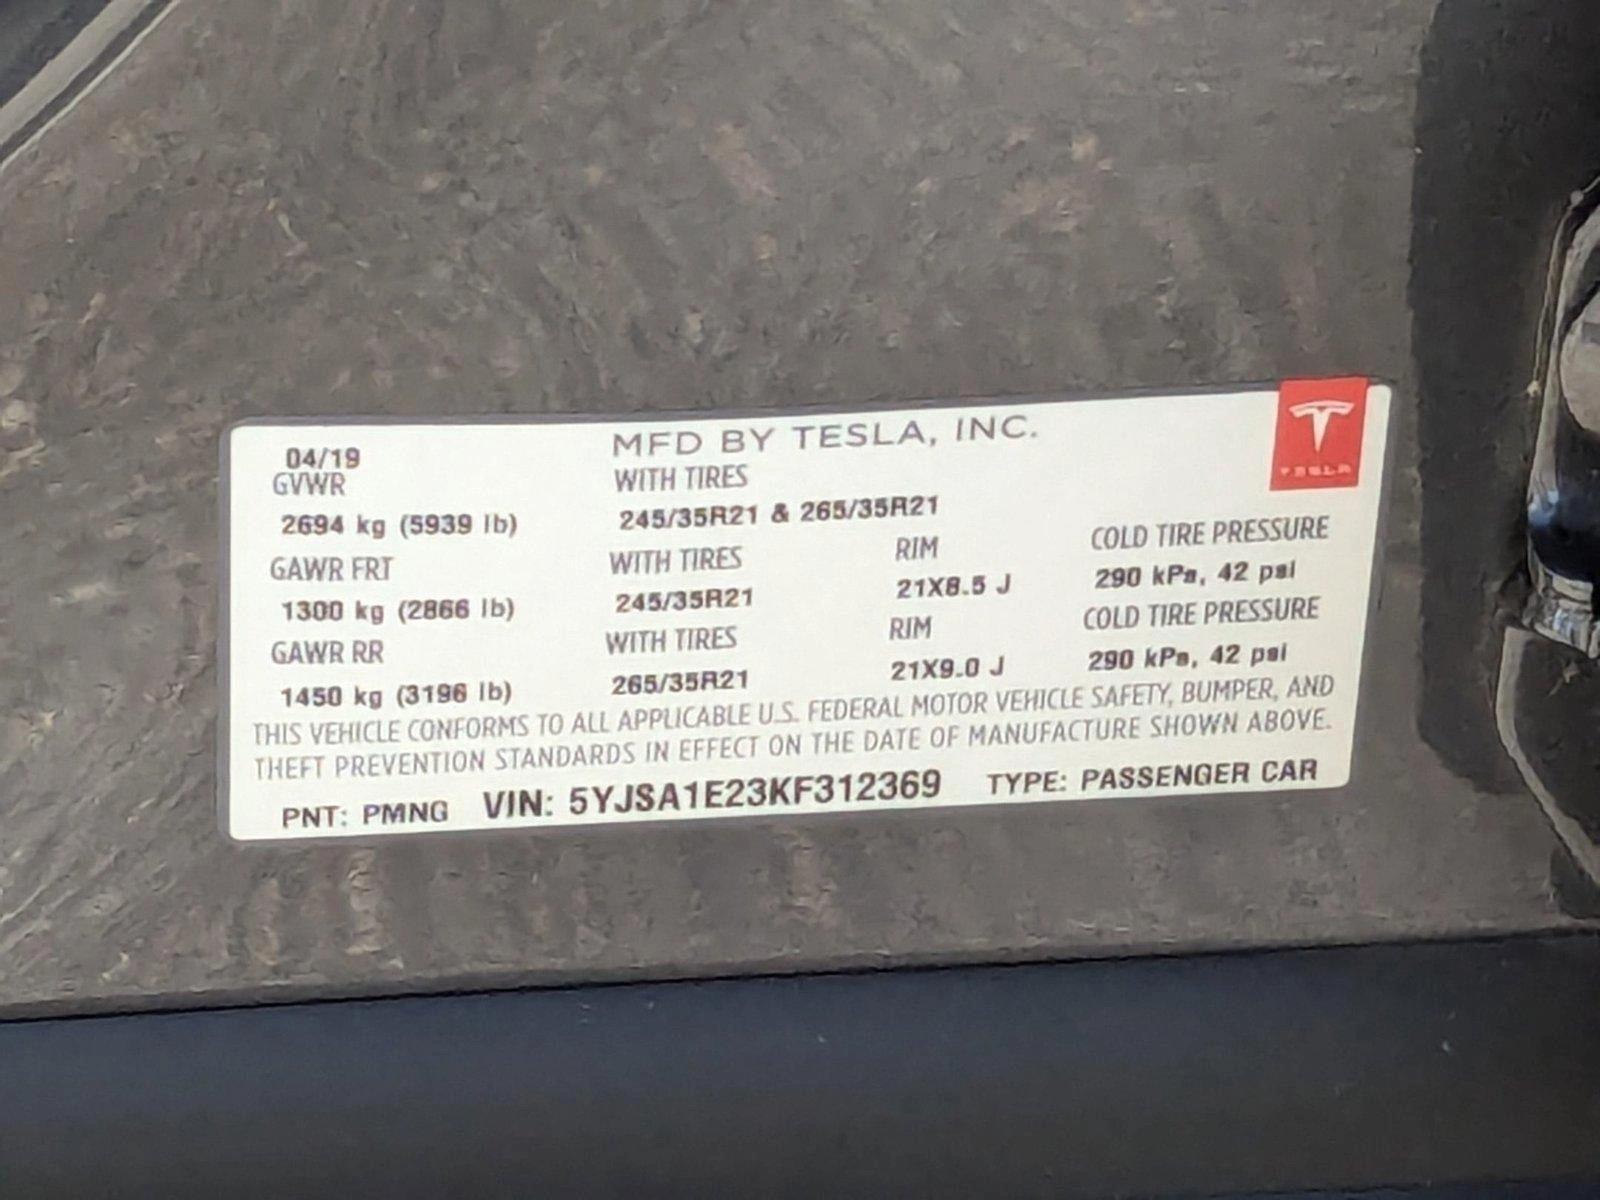 04/19 MFD BY TESLA, INC.
GVWR WITH TIRES
2694 kg (5939 lb) 245/35R21 & 265/35R21
GAWR FRT WITH TIRES RIM COLD TIRE PRESSURE
1300 kg (2866 lb) 245/35R21 21X8.5 J 290 kPa, 42 psi
GAWR RR WITH TIRES RIM COLD TIRE PRESSURE
1450 kg (3196 lb) 265/35R21 21X9.0 J 290 kPa, 42 psi
THIS VEHICLE CONFORMS TO ALL APPLICABLE U.S. FEDERAL MOTOR VEHICLE SAFETY, BUMPER, AND
THEFT PREVENTION STANDARDS IN EFFECT ON THE DATE OF MANUFACTURE SHOWN ABOVE.
PNT: PMNG VIN: 5YJSA1E23KF312369 TYPE: PASSENGER CAR
TESLA